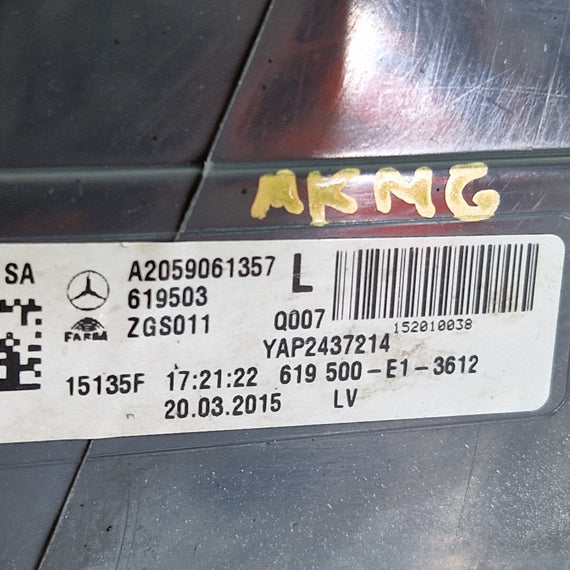 MKNG
SA
A2059061357 L
619503
ZGS011 Q007
FARBA
152010038
YAP2437214
15135F 17:21:22 619 500-E1-3612
20.03.2015 LV